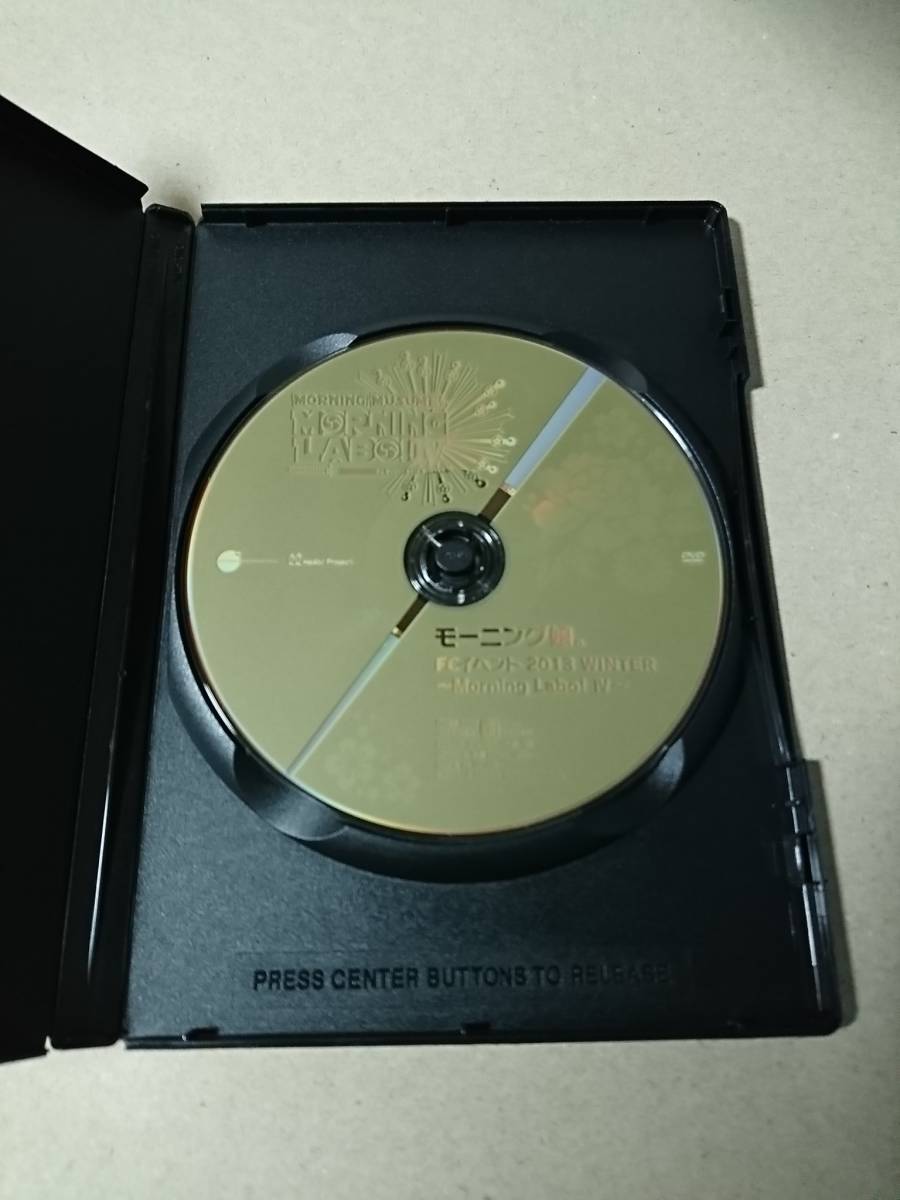 MORNING MUSUME
MORNING
LABO! IV
Hello! Project
DVD
モーニング娘。
FCイベント 2013 WINTER
~Morning Labo! IV~
PRESS CENTER BUTTONS TO RELEASE